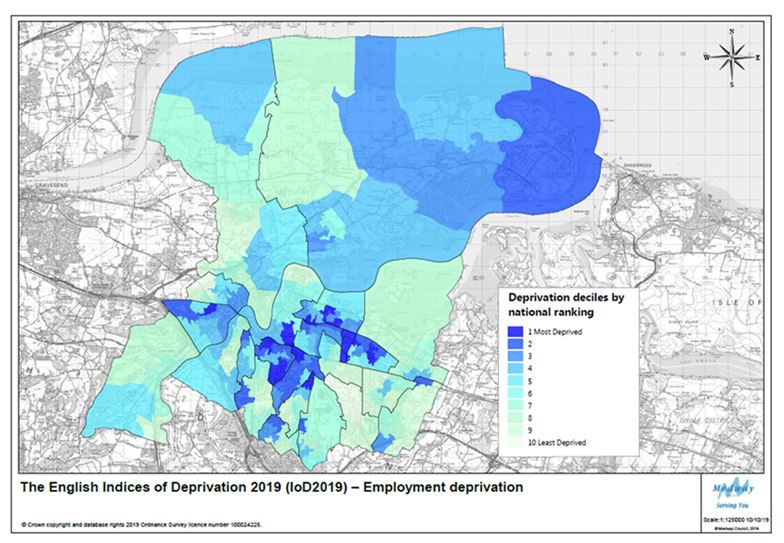 N
W E
S
GRAVESEND
SHEERNESS
ISLE OF
Deprivation deciles by
national ranking
1 Most Deprived
2
3
4
5
6
7
8
9
10 Least Deprived
The English Indices of Deprivation 2019 (IoD2019) – Employment deprivation
Medway
Serving You
Scale:1:125000 10/10/19
© Medway Council, 2019
© Crown copyright and database rights 2019 Ordnance Survey licence number 100024225.